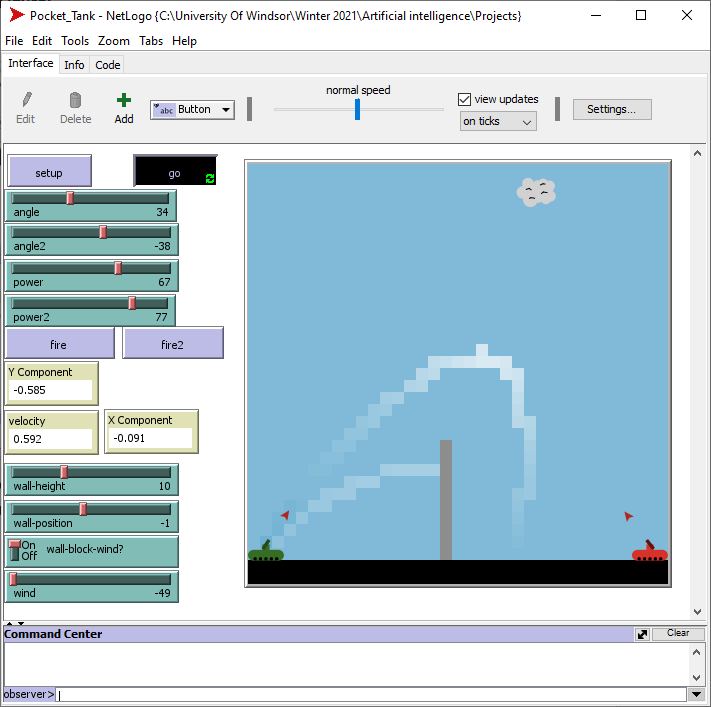 Pocket_Tank - NetLogo {C:\University Of Windsor\Winter 2021\Artificial intelligence\Projects}
File Edit Tools Zoom Tabs Help
Interface Info Code
normal speed
Edit Delete Add abc Button view updates on ticks Settings...
setup go
angle 34
angle2 -38
power 67
power2 77
fire fire2
Y Component
-0.585
velocity X Component
0.592 -0.091
wall-height 10
wall-position -1
On
Off wall-block-wind?
wind -49
Command Center Clear
observer>